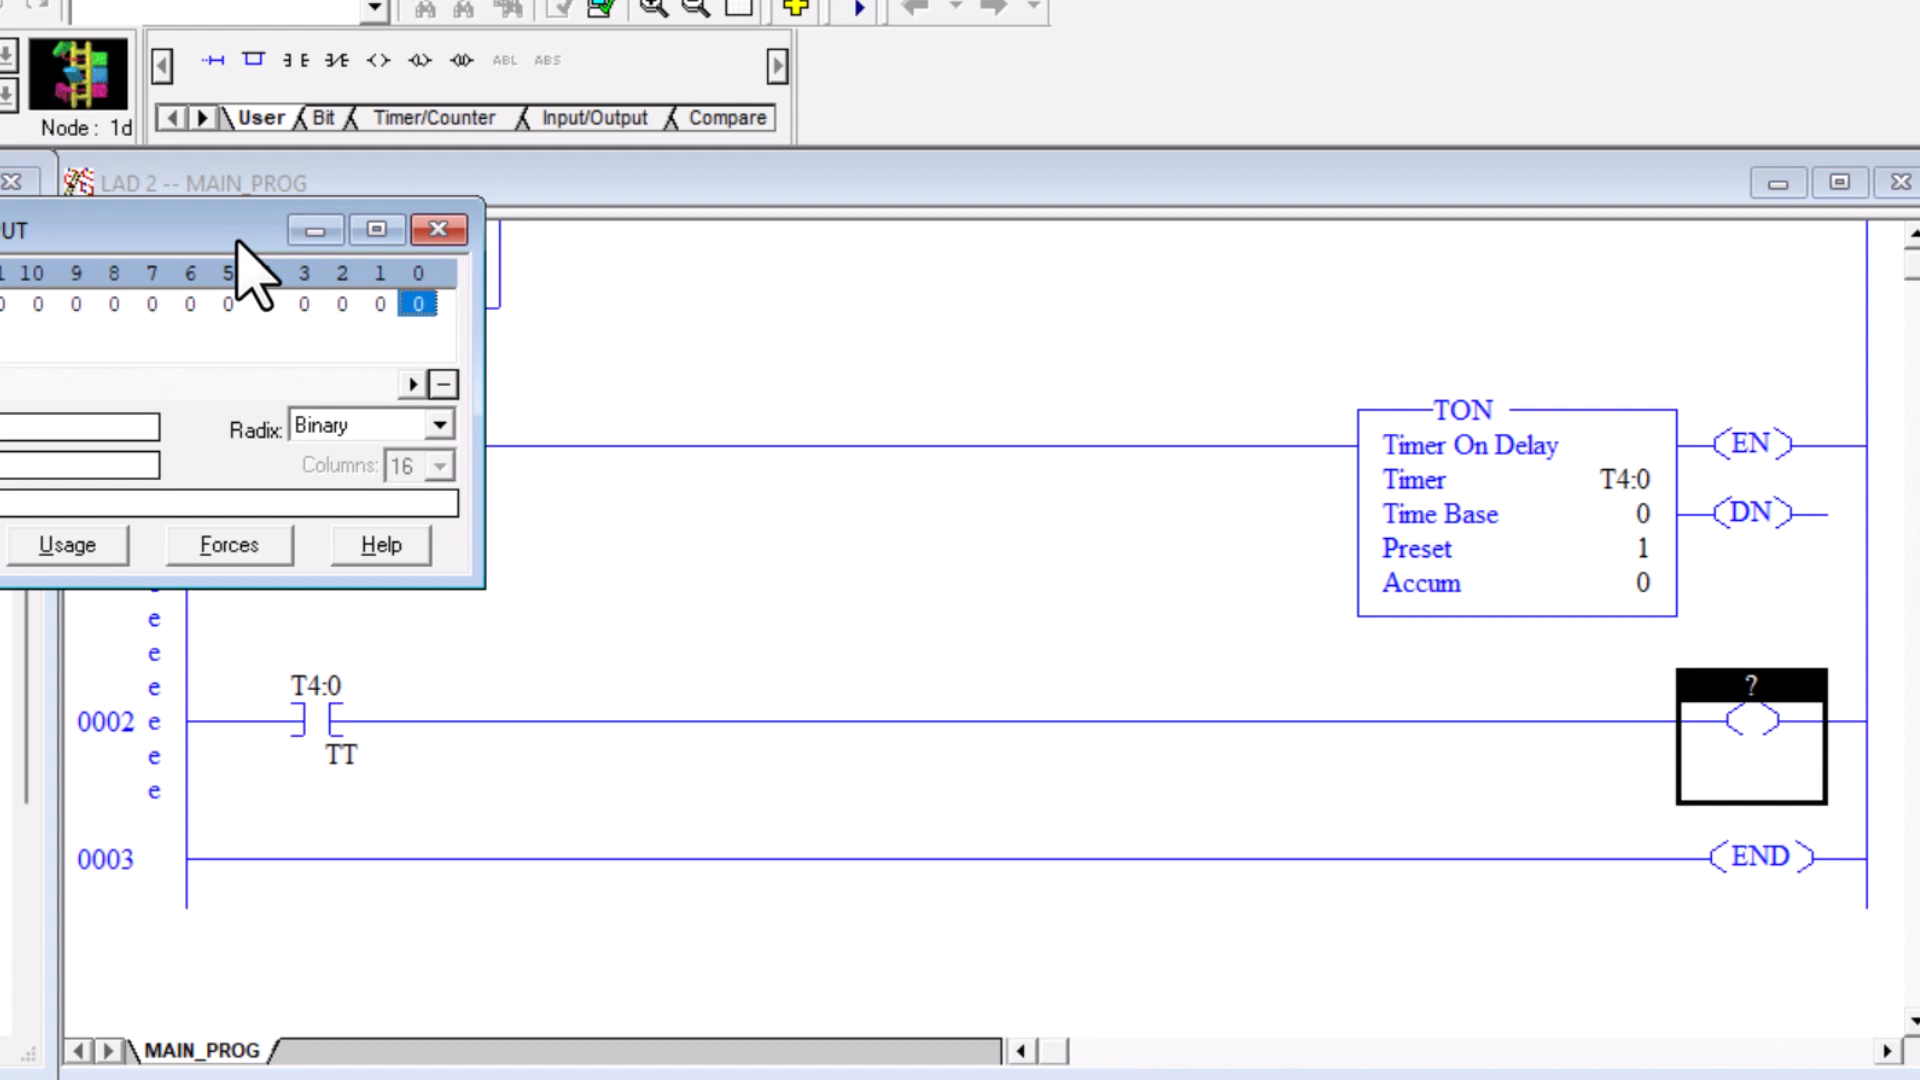 ABL ABS
Node : 1d
User Bit Timer/Counter Input/Output Compare
LAD 2 -- MAIN_PROG
10 9 8 7 6 5 3 2 1 0
0 0 0 0 0 0 0 0 0 0
Radix: Binary
Columns: 16
Usage Forces Help
TON
Timer On Delay
Timer T4:0
Time Base 0
Preset 1
Accum 0
EN
DN
e
e
e
T4:0
0002 e
TT
e
e
?
0003
END
MAIN_PROG